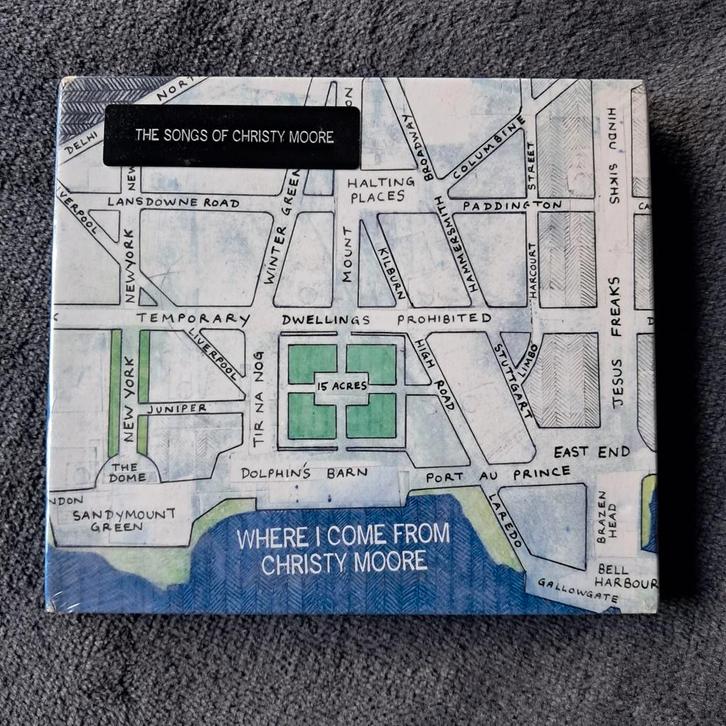 NORT
DELHI
THE SONGS OF CHRISTY MOORE
NEW
NO
BROADWAY
COLUMBINE
STREET
HINDU SIKHS
LIVERPOOL
LANSDOWNE ROAD
WINTER GREEN
HALTING
PLACES
PADDINGTON
CA
NEW YORK
MOUNT
KILBURN
HAMMERSMITH
HARCOURT
TEMPORARY DWELLINGS PROHIBITED
D
JESUS FREAKS
LIVERPOOL
NEW YORK
JUNIPER
TIR NA NOG
15 ACRES
HIGH ROAD
STUTTGART
LIMBO
EAST END
THE
DOME
DOLPHIN'S BARN
PORT AU PRINCE
NDON
SANDYMOUNT
GREEN
LAREDO
BRAZEN
HEAD
WHERE I COME FROM
CHRISTY MOORE
BELL
HARBOUR
GALLOWGATE